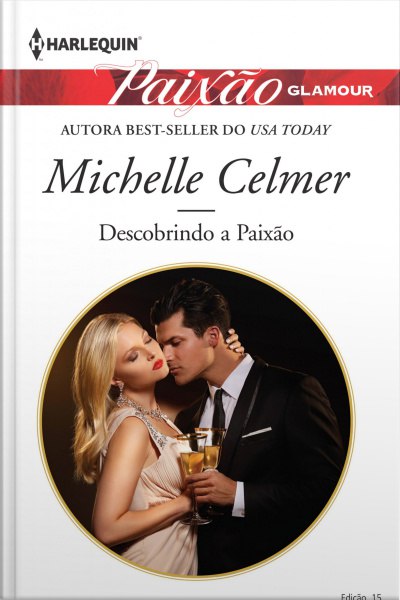 HARLEQUIN®
Paixão GLAMOUR
AUTORA BEST-SELLER DO USA TODAY
Michelle Celmer
Descobrindo a Paixão
Edição 15